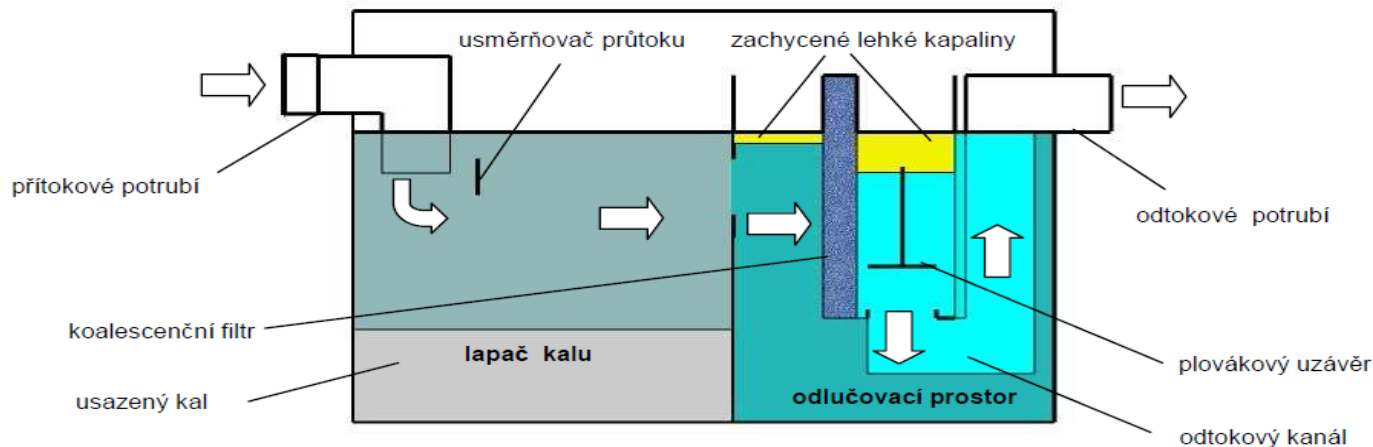 usměrňovač průtoku
zachycené lehké kapaliny
přítokové potrubí
odtokové potrubí
koalescenční filtr
lapač kalu
plovákový uzávěr
usazený kal
odlučovací prostor
odtokový kanál